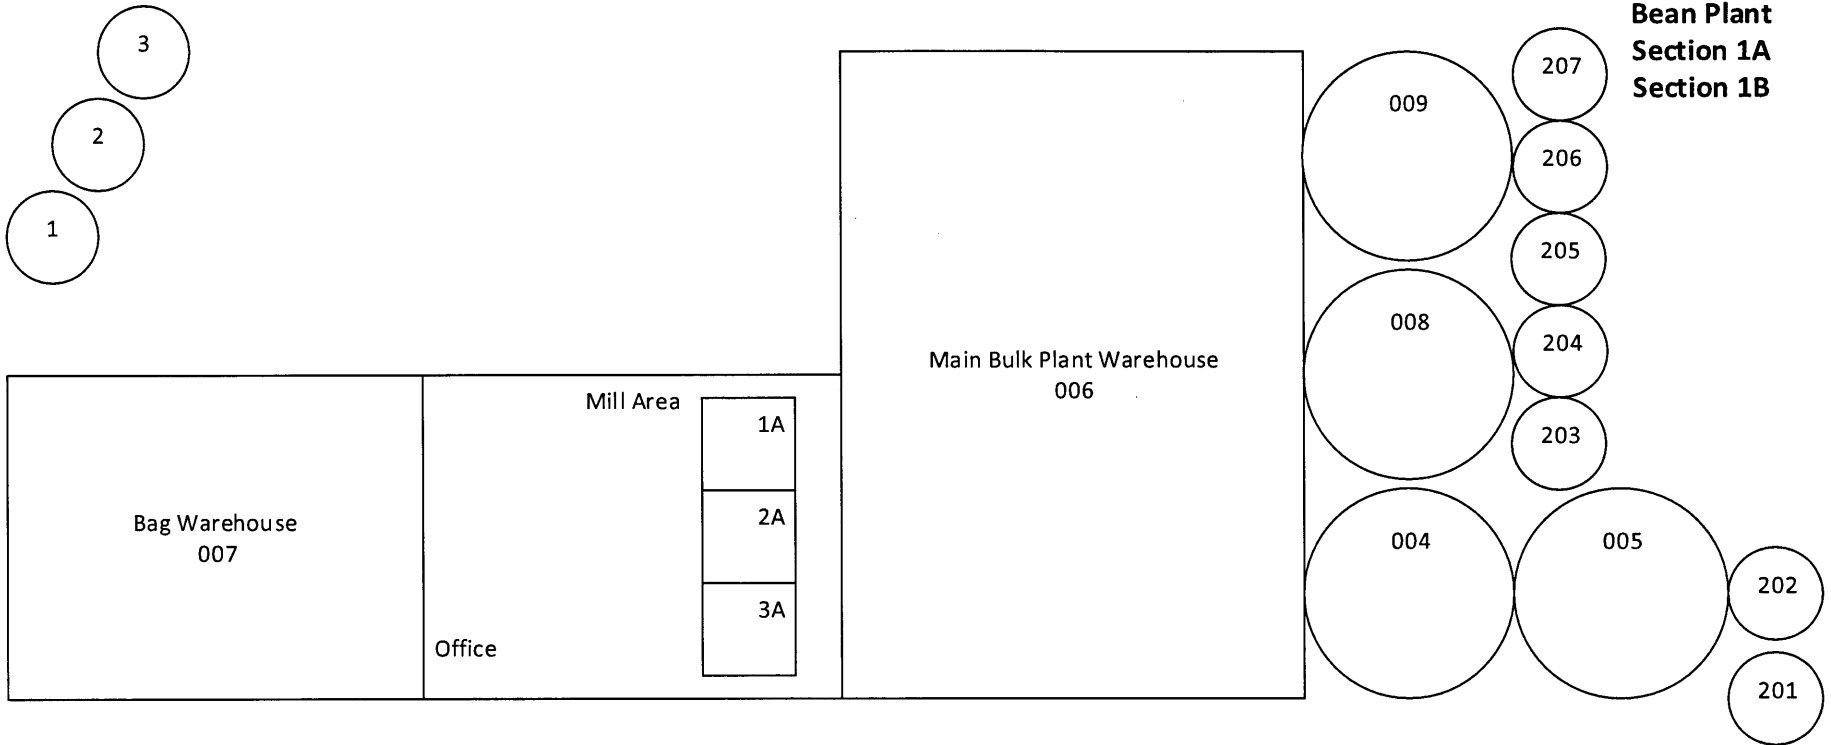 Bean Plant
Section 1A
Section 1B
3
2
1
207
206
205
204
203
009
008
004
005
202
201
Main Bulk Plant Warehouse
006
Mill Area
1A
2A
3A
Bag Warehouse
007
Office